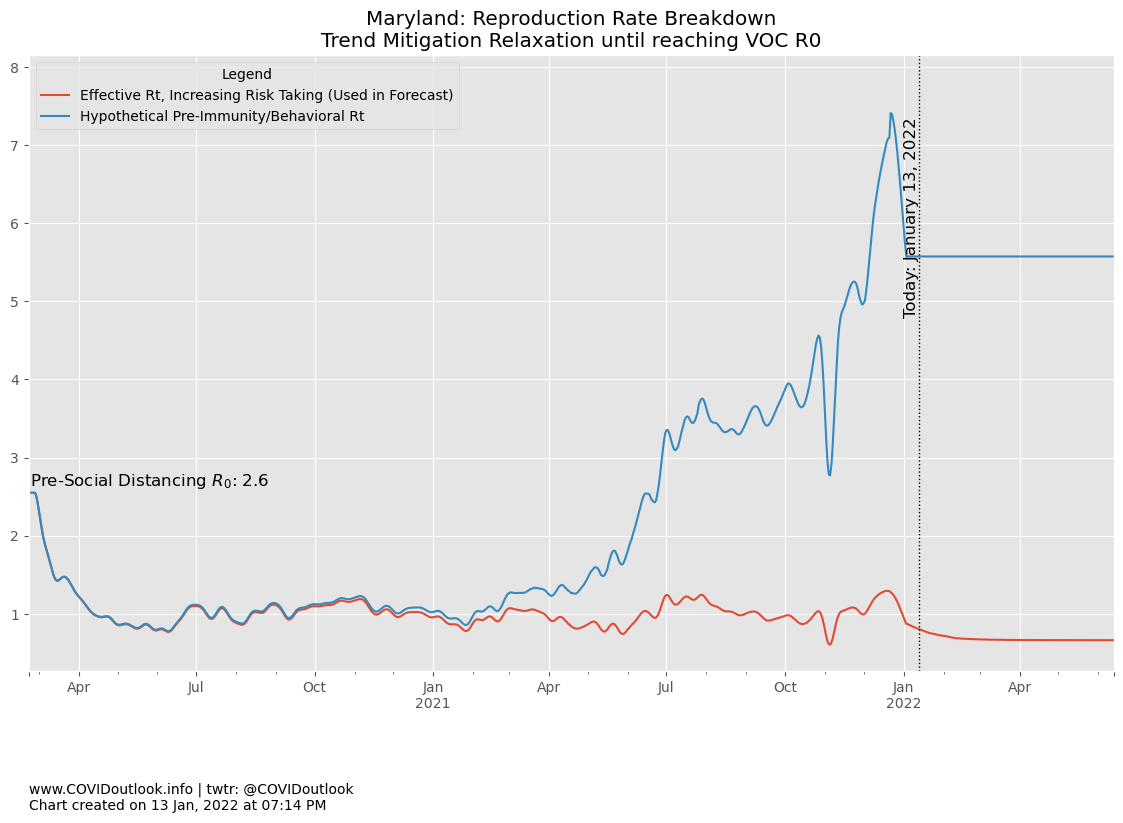 Maryland: Reproduction Rate Breakdown
Trend Mitigation Relaxation until reaching VOC R0
Legend
Effective Rt, Increasing Risk Taking (Used in Forecast)
Hypothetical Pre-Immunity/Behavioral Rt
8
7
6
5
4
3
2
1
Today: January 13, 2022
Pre-Social Distancing R0: 2.6
Apr Jul Oct Jan Apr Jul Oct Jan Apr
2021 2022
www.COVIDoutlook.info | twtr: @COVIDoutlook
Chart created on 13 Jan, 2022 at 07:14 PM